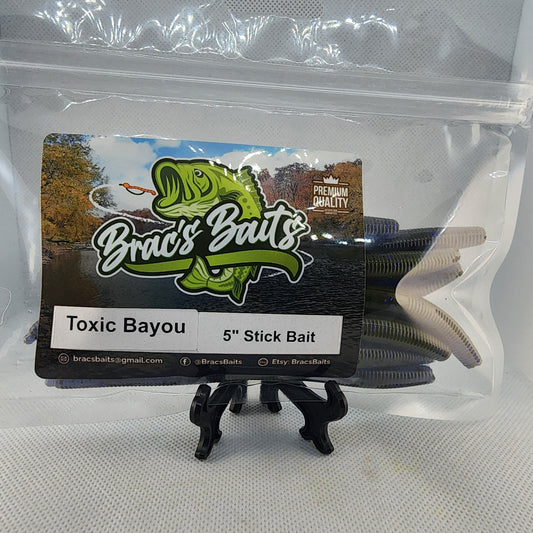 PREMIUM
QUALITY
Brac's Baits
Toxic Bayou
5" Stick Bait
bracsbaits@gmail.com
@BracsBaits
Etsy: BracsBaits